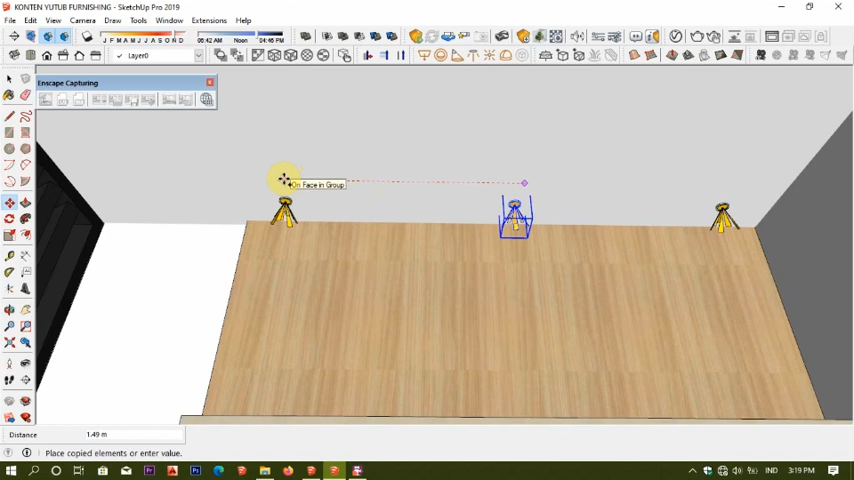 KONTEN YUTUB FURNISHING - SketchUp Pro 2019
File Edit View Camera Draw Tools Window Extensions Help
J F M A M J J A S O N D 06:42 AM Noon 04:46 PM
Layer0
Enscape Capturing
On Face in Group
Distance 1.49 m
Place copied elements or enter value.
IND 3:19 PM